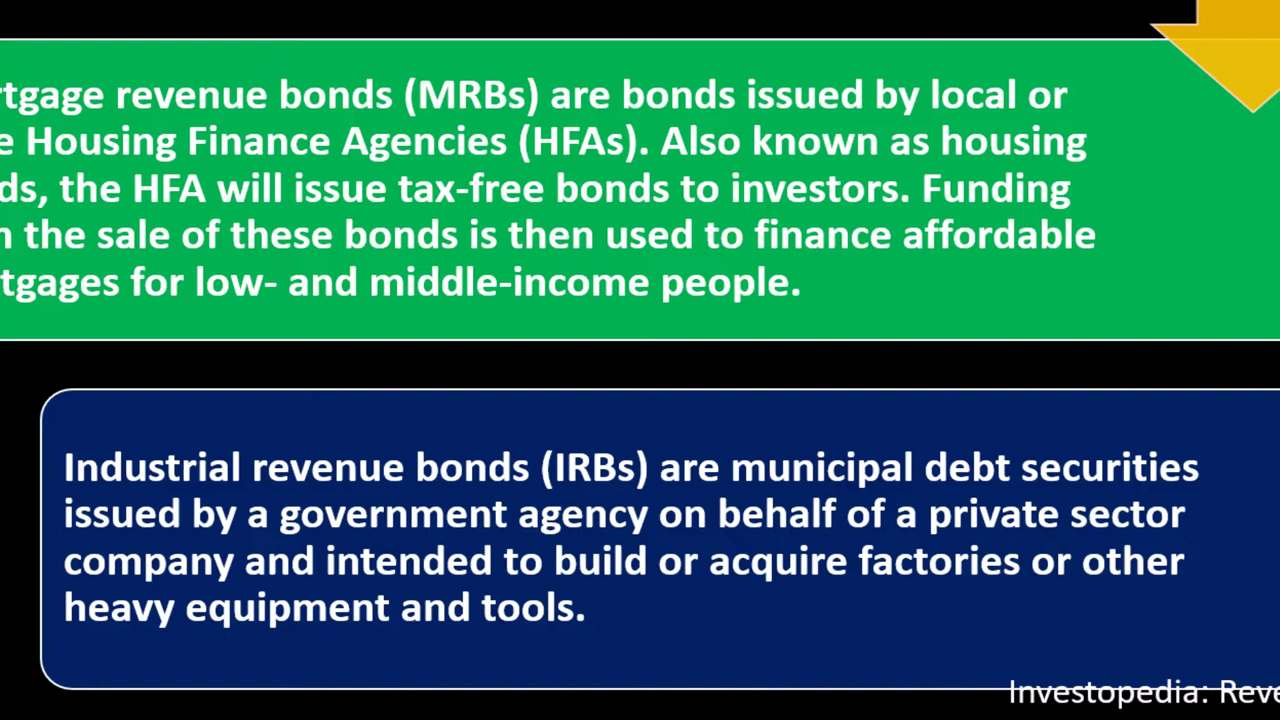 rtgage revenue bonds (MRBs) are bonds issued by local or
e Housing Finance Agencies (HFAs). Also known as housing
ds, the HFA will issue tax-free bonds to investors. Funding
n the sale of these bonds is then used to finance affordable
tgages for low- and middle-income people.
Industrial revenue bonds (IRBs) are municipal debt securities
issued by a government agency on behalf of a private sector
company and intended to build or acquire factories or other
heavy equipment and tools.
Investopedia: Reve